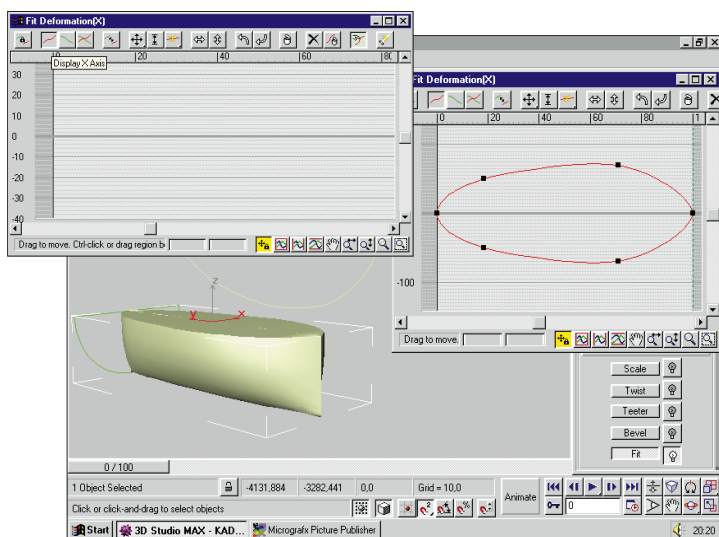 Fit Deformation(X)
Display X Axis
0 20 40 60 80
30
20
10
0
-10
-20
-30
-40
Drag to move. Ctrl-click or drag region b
Fit Deformation(X)
0 20 40 60 80 1
-100
Drag to move.
z
y x
Scale
Twist
Teeter
Bevel
Fit
0 / 100
1 Object Selected -4131,884 -3282,441 0,0 Grid = 10,0
Animate
Click or click-and-drag to select objects
0
Start 3D Studio MAX - KAD... Micrografx Picture Publisher 20:20